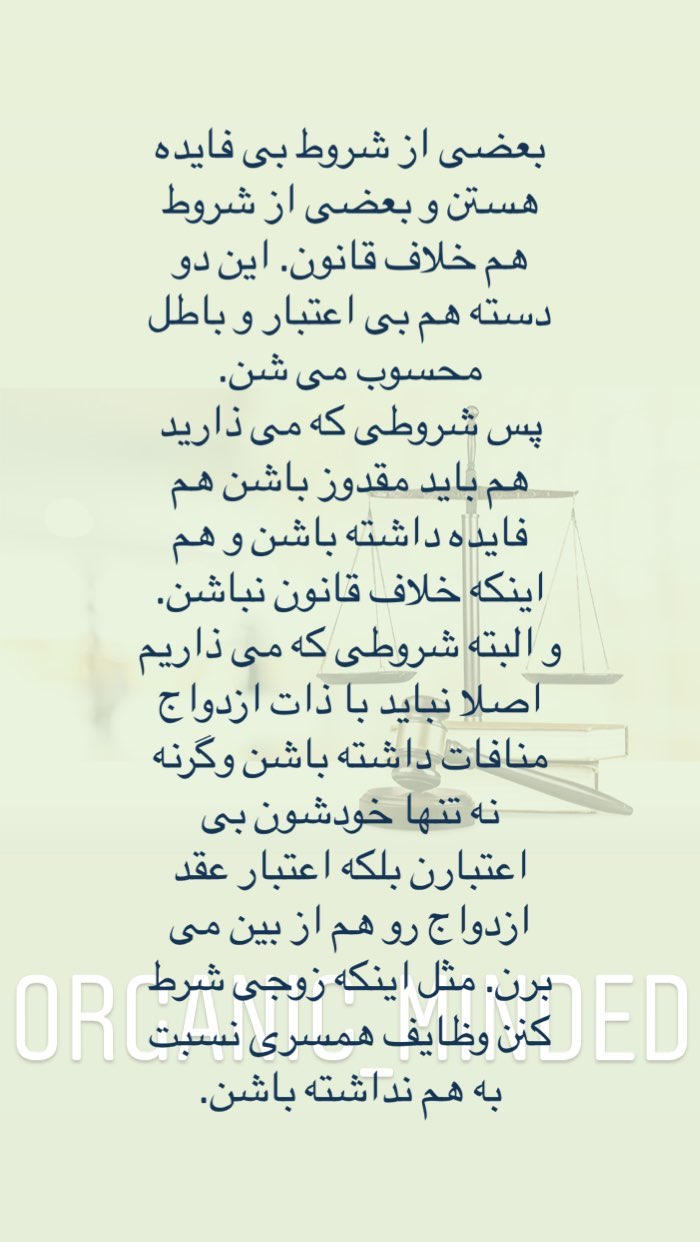 بعضی از شروط بی فایده
هستن و بعضی از شروط
هم خلاف قانون. این دو
دسته هم بی اعتبار و باطل
محسوب می شن.
پس شروطی که می ذارید
هم باید مقدوز باشن هم
فایده داشته باشن و هم
اینکه خلاف قانون نباشن.
و البته شروطی که می ذاریم
اصلا نباید با ذات ازدواج
منافات داشته باشن وگرنه
نه تنها خودشون بی
اعتبارن بلکه اعتبار عقد
ازدواج رو هم از بین می
برن. مثل اینکه زوجی شرط
کنن وظایف همسری نسبت
به هم نداشته باشن.
ORGANIC_MINDED